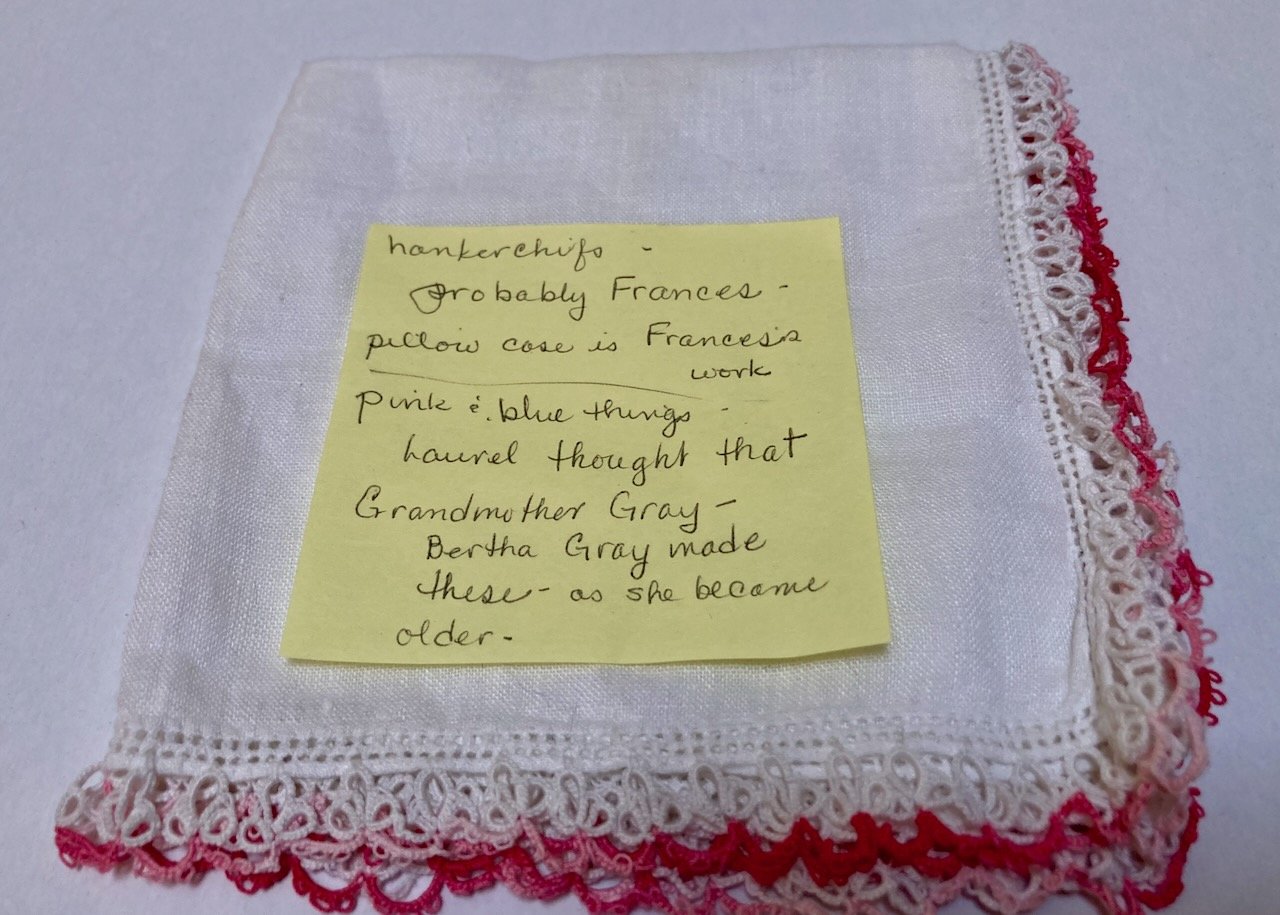 hankerchifs -
probably Frances -
pillow case is Frances's
work
Pink & blue things -
Laurel thought that
Grandmother Gray -
Bertha Gray made
these - as she became
older -